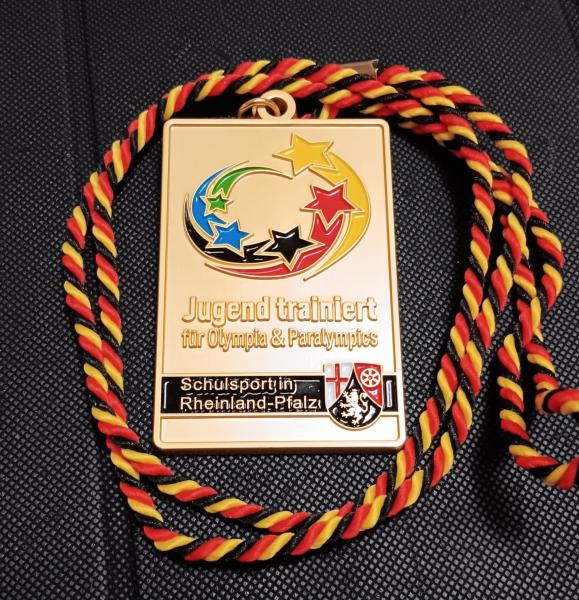 Jugend trainiert
für Olympia & Paralympics
Schulsport in
Rheinland-Pfalz